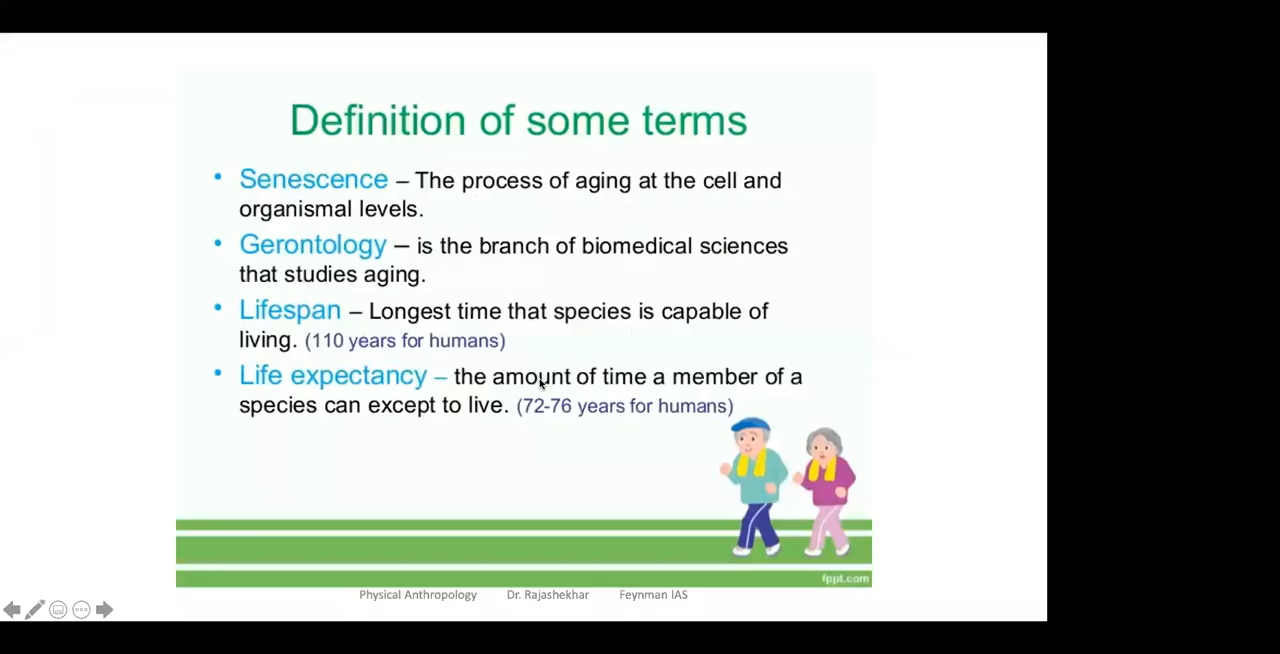 Definition of some terms
• Senescence – The process of aging at the cell and
organismal levels.
• Gerontology – is the branch of biomedical sciences
that studies aging.
• Lifespan – Longest time that species is capable of
living. (110 years for humans)
• Life expectancy – the amount of time a member of a
species can except to live. (72-76 years for humans)
fppt.com
Physical Anthropology Dr. Rajashekhar Feynman IAS